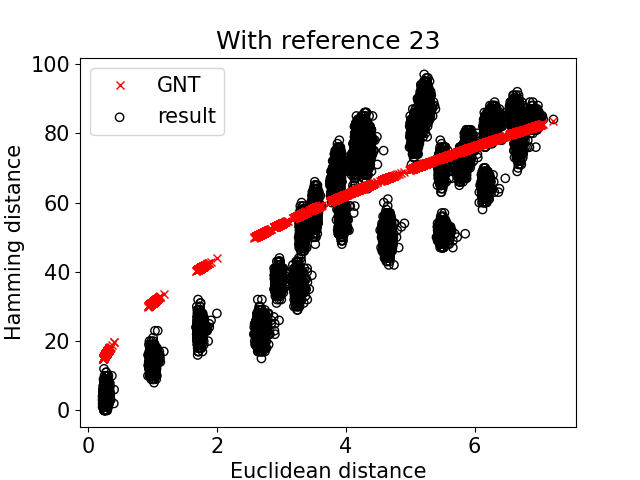 With reference 23
100
80
60
40
20
0
Hamming distance
GNT
result
0 2 4 6
Euclidean distance